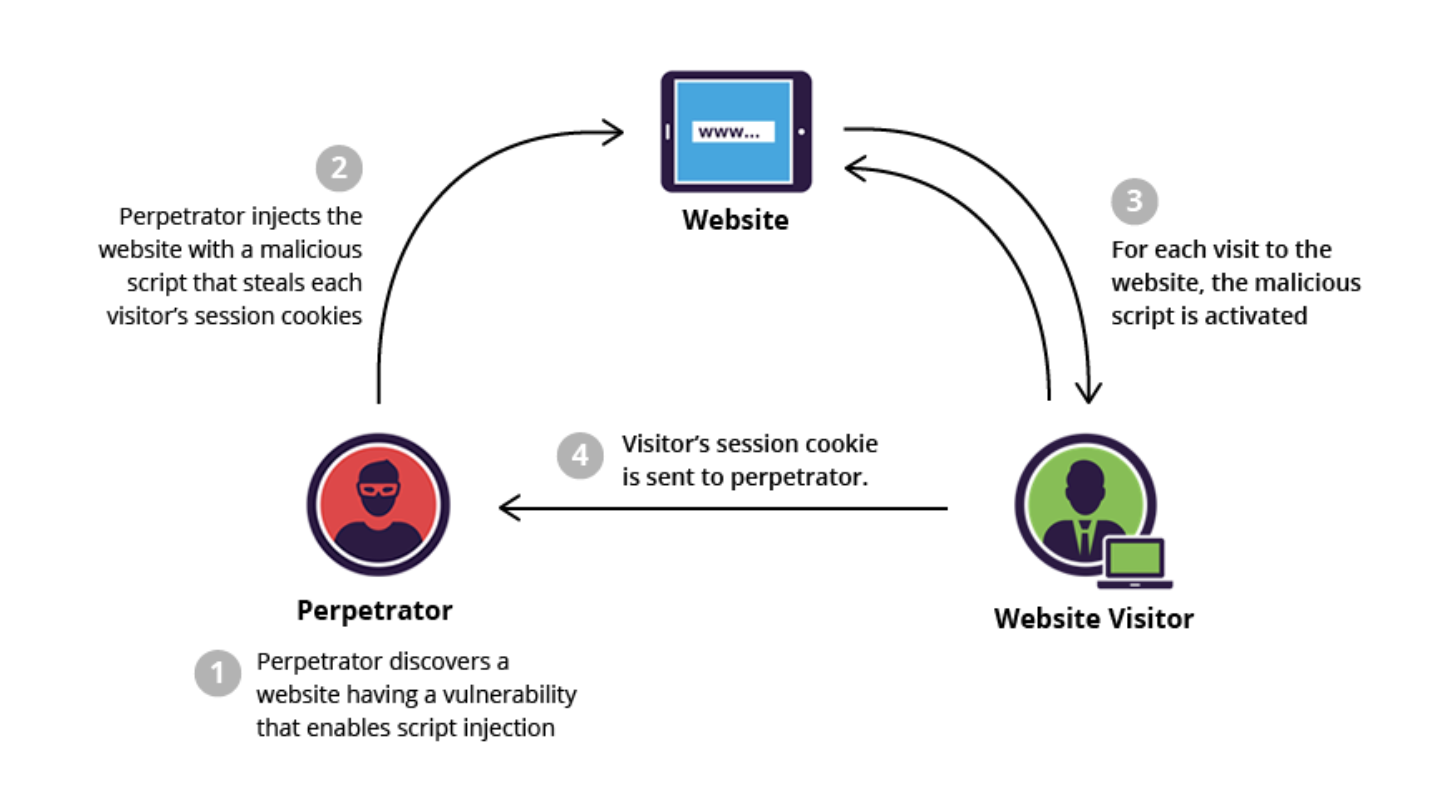 www...
Website
2
Perpetrator injects the
website with a malicious
script that steals each
visitor's session cookies
3
For each visit to the
website, the malicious
script is activated
4
Visitor's session cookie
is sent to perpetrator.
Perpetrator
Website Visitor
1
Perpetrator discovers a
website having a vulnerability
that enables script injection